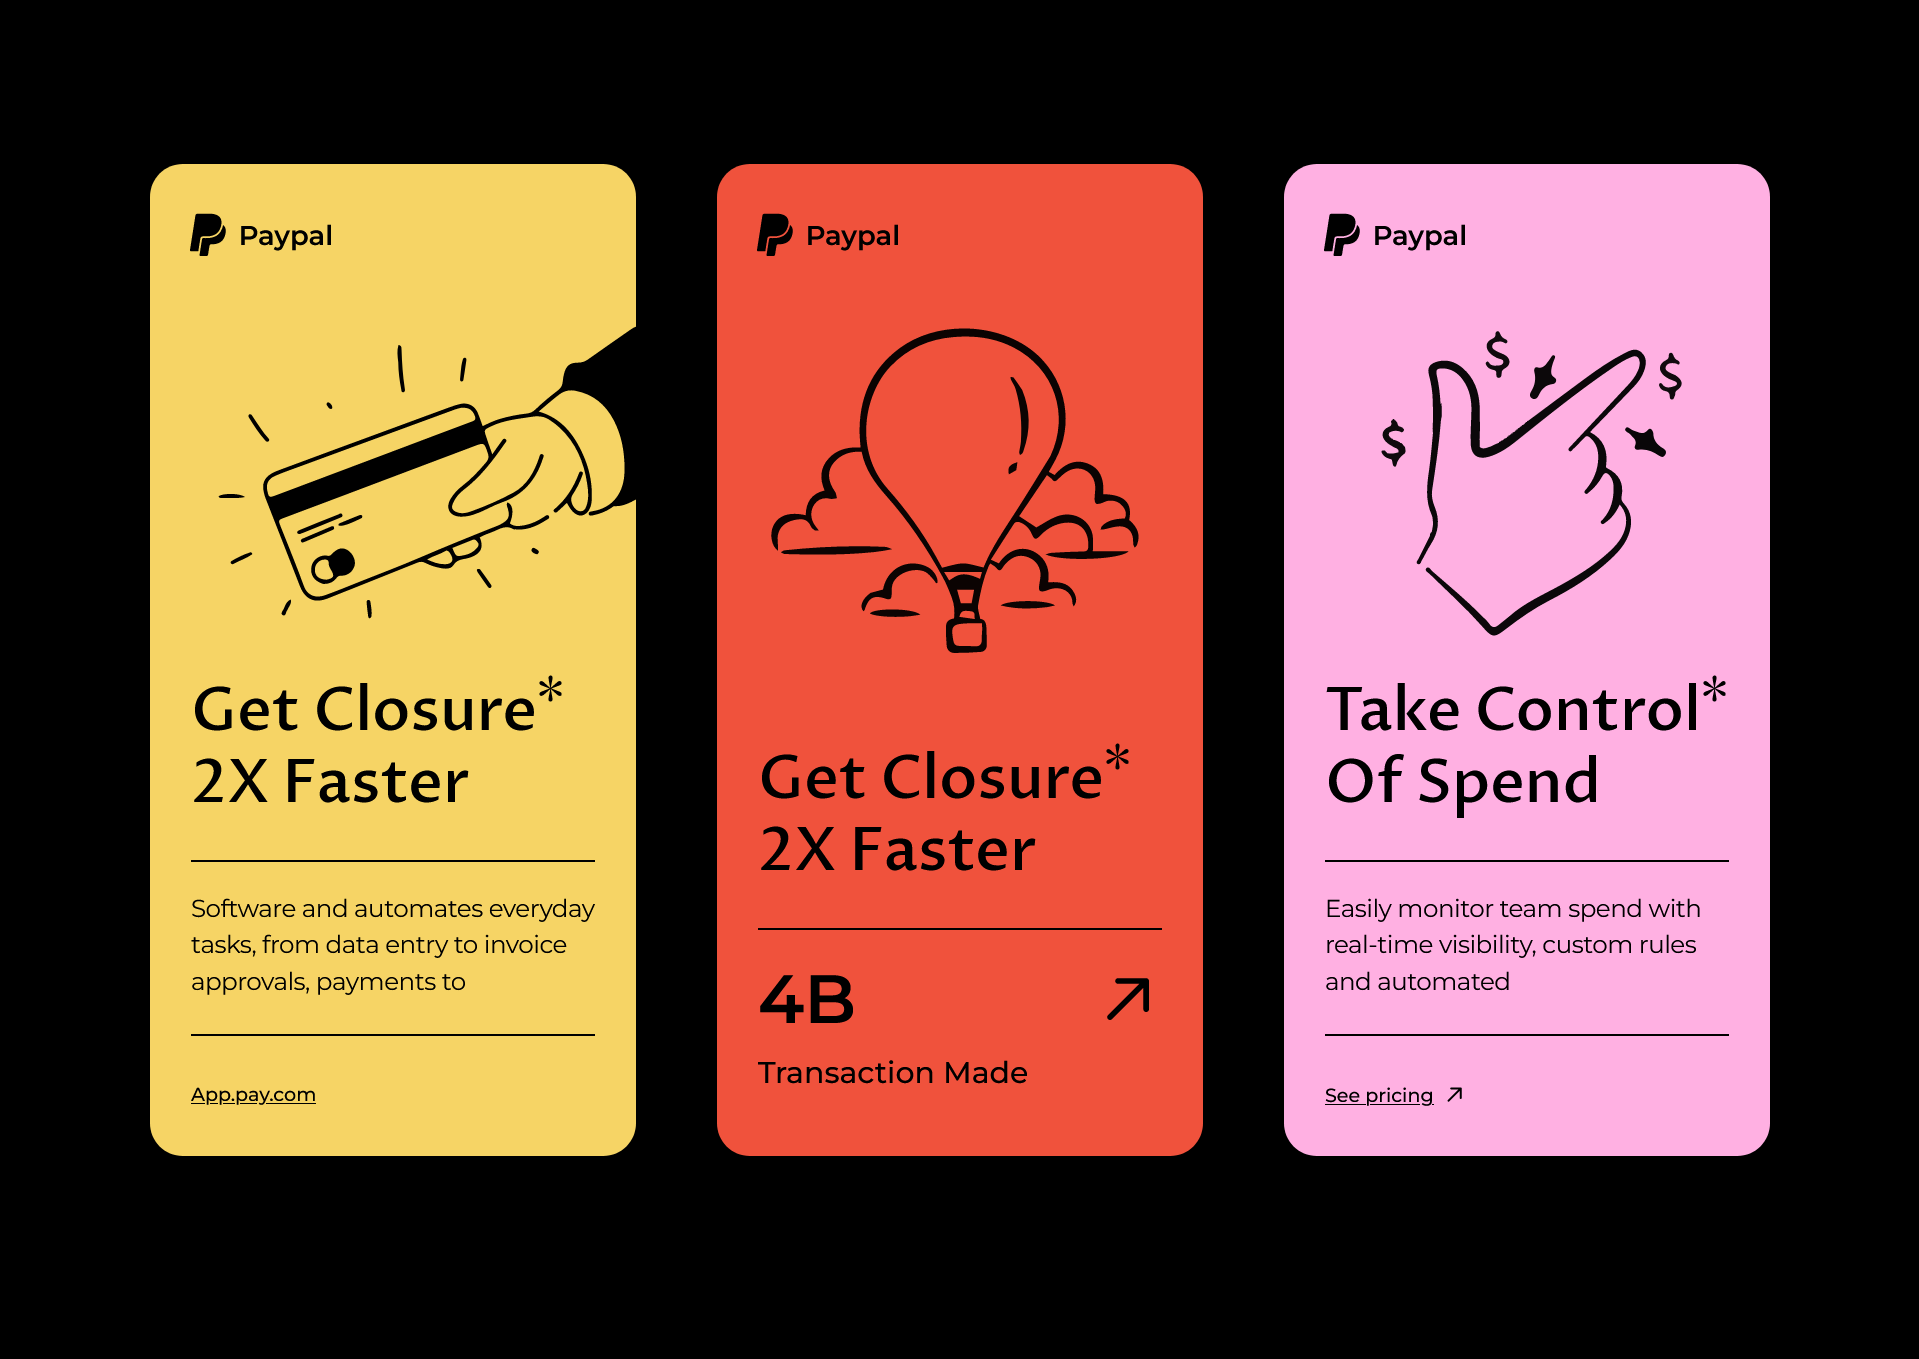 Paypal
Get Closure*
2X Faster
Software and automates everyday
tasks, from data entry to invoice
approvals, payments to
App.pay.com
Paypal
Get Closure*
2X Faster
4B
Transaction Made
Paypal
$
$
$
Take Control*
Of Spend
Easily monitor team spend with
real-time visibility, custom rules
and automated
See pricing